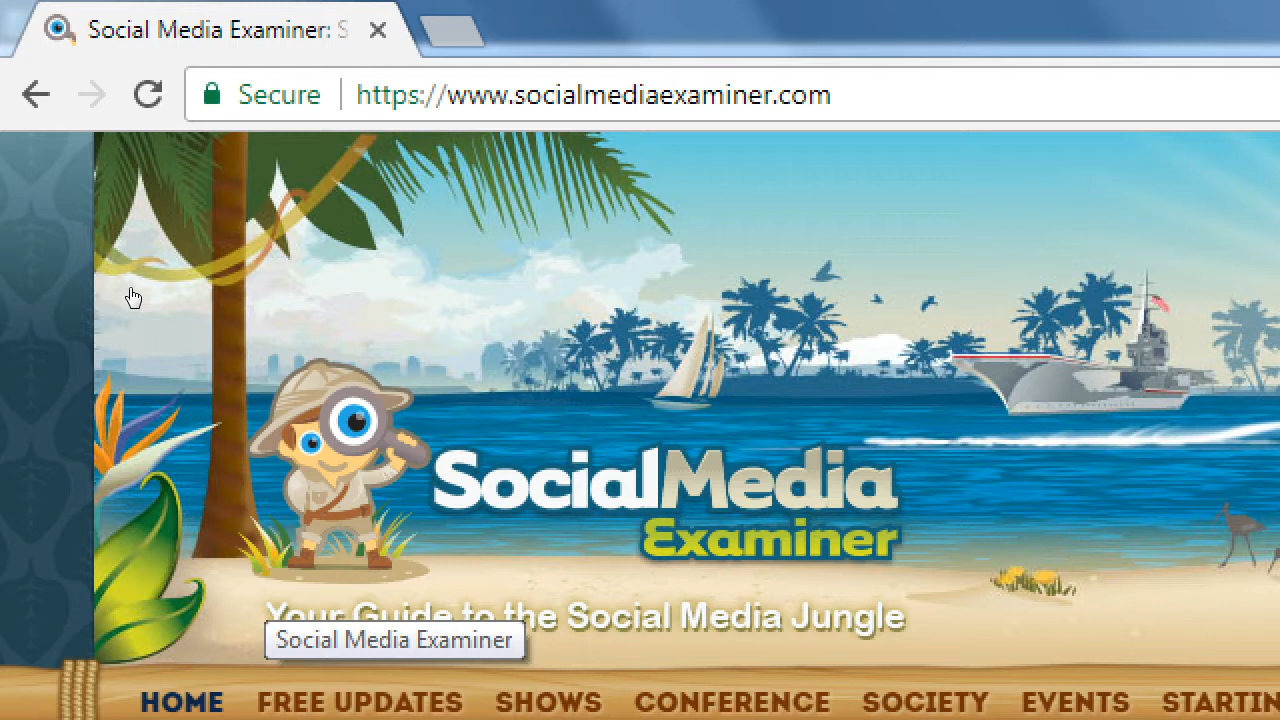 Social Media Examiner: S
Secure https://www.socialmediaexaminer.com
SocialMedia
Examiner
Your Guide to the Social Media Jungle
Social Media Examiner
HOME FREE UPDATES SHOWS CONFERENCE SOCIETY EVENTS STARTIN